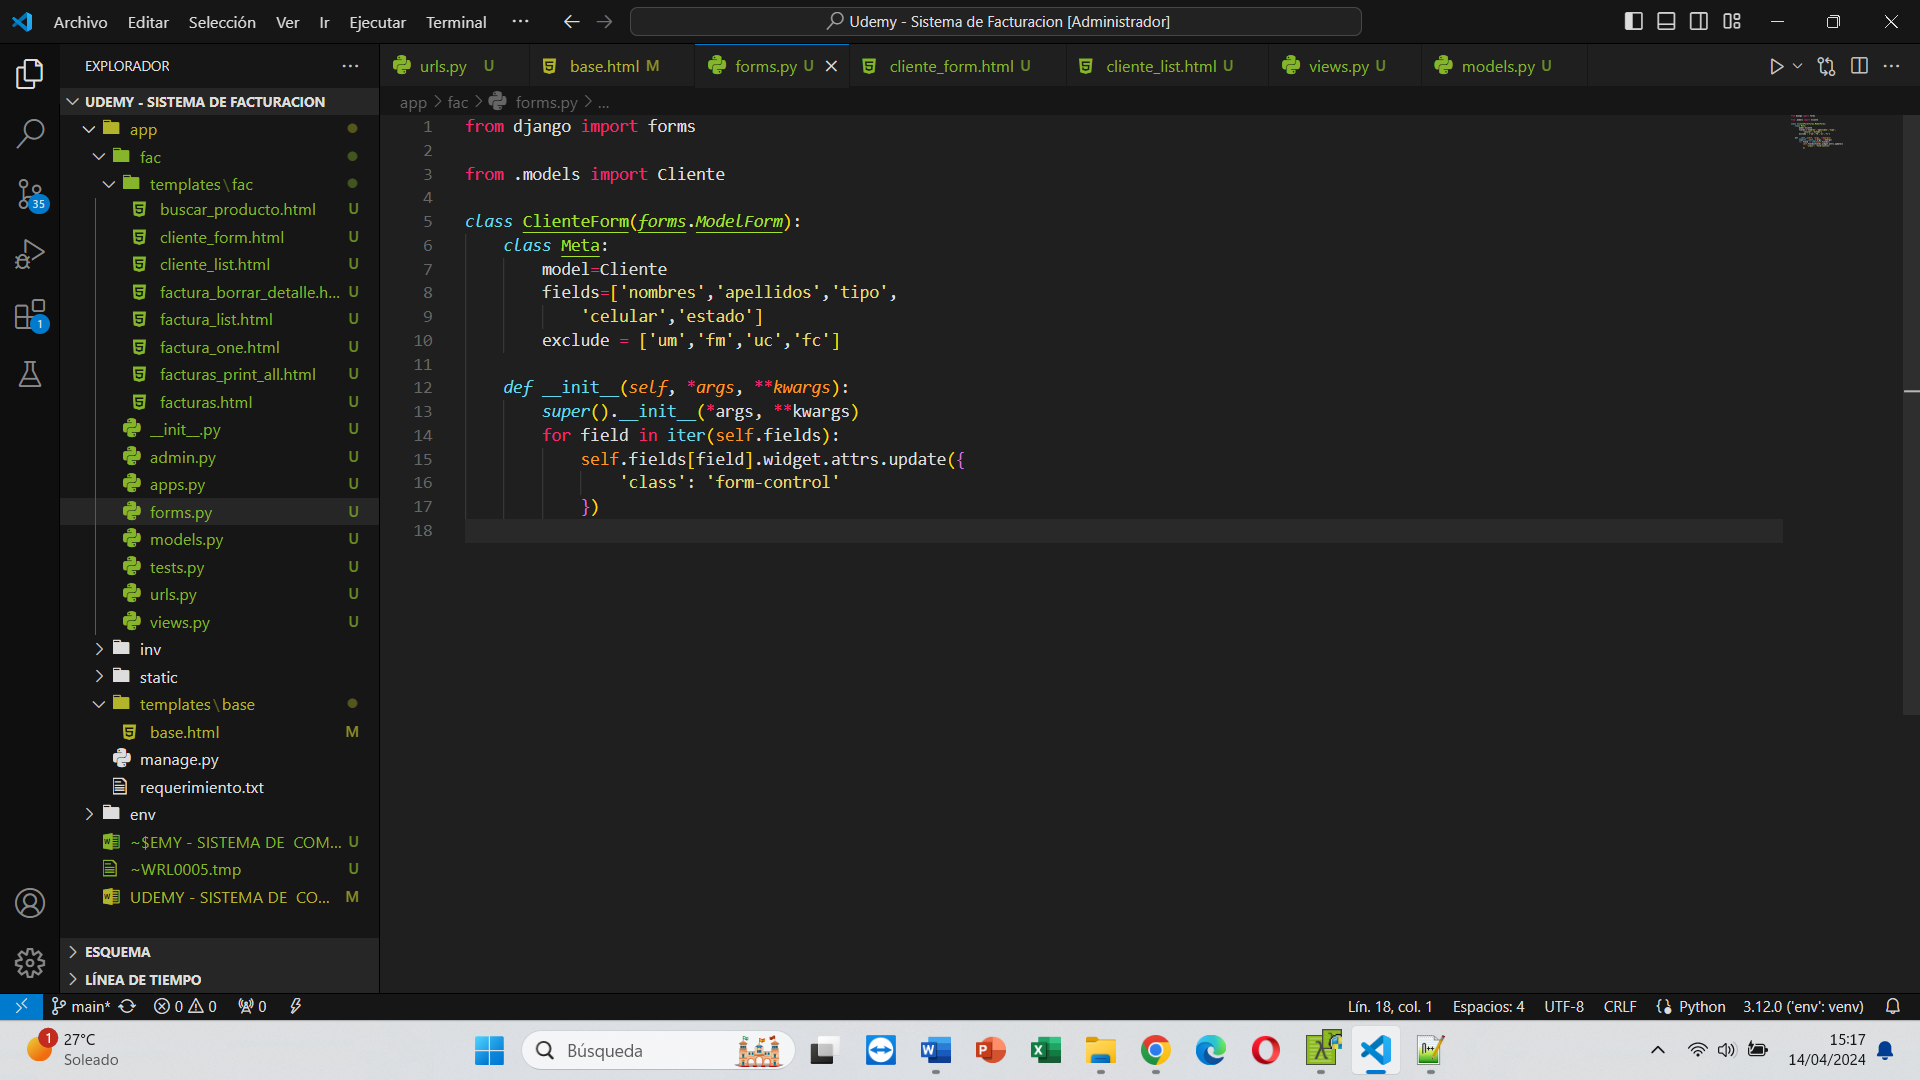 Archivo Editar Selección Ver Ir Ejecutar Terminal ··· Udemy - Sistema de Facturacion [Administrador]
EXPLORADOR ···
UDEMY - SISTEMA DE FACTURACION
app
fac
templates\fac
buscar_producto.html U
cliente_form.html U
cliente_list.html U
factura_borrar_detalle.h... U
factura_list.html U
factura_one.html U
facturas_print_all.html U
facturas.html U
__init__.py U
admin.py U
apps.py U
forms.py U
models.py U
tests.py U
urls.py U
views.py U
inv
static
templates\base
base.html M
manage.py
requerimiento.txt
env
~$EMY - SISTEMA DE COM... U
~WRL0005.tmp U
UDEMY - SISTEMA DE CO... M
ESQUEMA
LÍNEA DE TIEMPO
35
1
urls.py U base.html M forms.py U cliente_form.html U cliente_list.html U views.py U models.py U
app > fac > forms.py > ...
1 from django import forms
2
3 from .models import Cliente
4
5 class ClienteForm(forms.ModelForm):
6 class Meta:
7 model=Cliente
8 fields=['nombres','apellidos','tipo',
9 'celular','estado']
10 exclude = ['um','fm','uc','fc']
11
12 def __init__(self, *args, **kwargs):
13 super().__init__(*args, **kwargs)
14 for field in iter(self.fields):
15 self.fields[field].widget.attrs.update({
16 'class': 'form-control'
17 })
18
main* 0 0 0 Lín. 18, col. 1 Espacios: 4 UTF-8 CRLF Python 3.12.0 ('env': venv)
1 27°C
Soleado
Búsqueda
15:17
14/04/2024